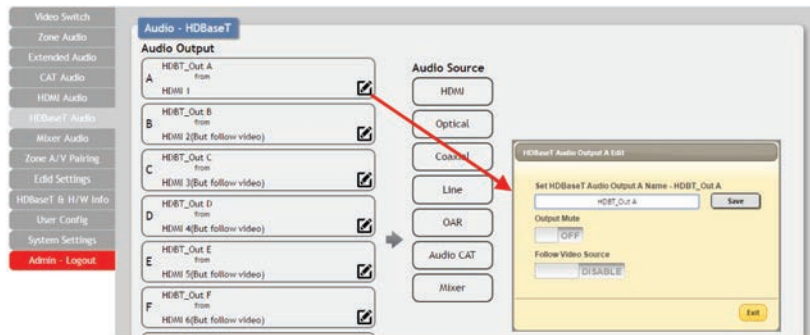 Video Switch
Zone Audio
Extended Audio
CAT Audio
HDMI Audio
HDBaseT Audio
Mixer Audio
Zone A/V Pairing
Edid Settings
HDBaseT & H/W Info
User Config
System Settings
Admin - Logout
Audio - HDBaseT
Audio Output
A
HDBT_Out A
from
HDMI 1
B
HDBT_Out B
from
HDMI 2(But follow video)
C
HDBT_Out C
from
HDMI 3(But follow video)
D
HDBT_Out D
from
HDMI 4(But follow video)
E
HDBT_Out E
from
HDMI 5(But follow video)
F
HDBT_Out F
from
HDMI 6(But follow video)
Audio Source
HDMI
Optical
Coaxial
Line
OAR
Audio CAT
Mixer
HDBaseT Audio Output A Edit
Set HDBaseT Audio Output A Name - HDBT_Out A
HDBT_Out A
Save
Output Mute
OFF
Follow Video Source
DISABLE
Exit